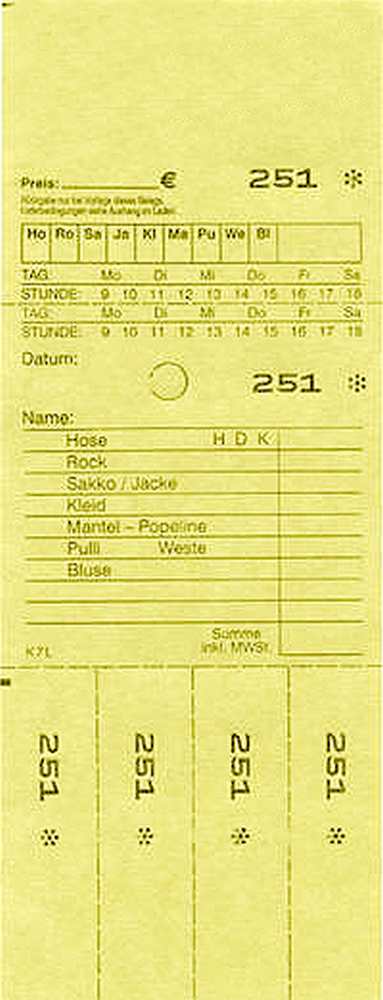 Preis: ____________ € 251 *
Rückgabe nur bei Vorlage dieses Belegs.
Lieferbedingungen siehe Aushang im Laden.
Ho Ro Sa Ja Kl Ma Pu We Bl
TAG: Mo Di Mi Do Fr Sa
STUNDE: 9 10 11 12 13 14 15 16 17 18
TAG: Mo Di Mi Do Fr Sa
STUNDE: 9 10 11 12 13 14 15 16 17 18
Datum:
251 *
Name:
Hose H D K
Rock
Sakko / Jacke
Kleid
Mantel – Popeline
Pulli Weste
Bluse
Summe
K7L inkl. MWSt.
251 *
251 *
251 *
251 *